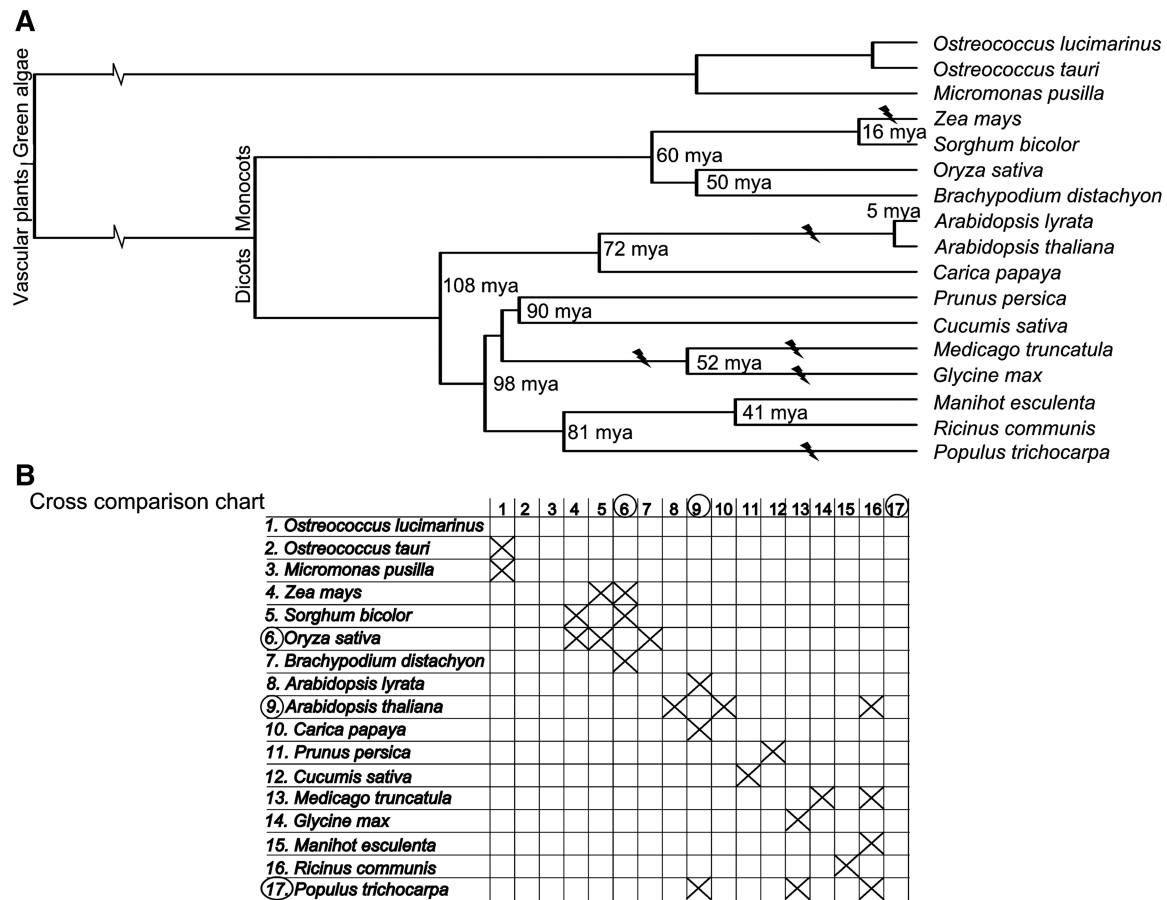 A
Vascular plants
Green algae
Monocots
Dicots
Ostreococcus lucimarinus
Ostreococcus tauri
Micromonas pusilla
Zea mays
16 mya
Sorghum bicolor
60 mya
Oryza sativa
50 mya
Brachypodium distachyon
5 mya
Arabidopsis lyrata
Arabidopsis thaliana
72 mya
Carica papaya
108 mya
Prunus persica
90 mya
Cucumis sativa
Medicago truncatula
52 mya
Glycine max
98 mya
Manihot esculenta
41 mya
Ricinus communis
81 mya
Populus trichocarpa
B
Cross comparison chart
1 2 3 4 5 6 7 8 9 10 11 12 13 14 15 16 17
1. Ostreococcus lucimarinus
2. Ostreococcus tauri
3. Micromonas pusilla
4. Zea mays
5. Sorghum bicolor
6. Oryza sativa
7. Brachypodium distachyon
8. Arabidopsis lyrata
9. Arabidopsis thaliana
10. Carica papaya
11. Prunus persica
12. Cucumis sativa
13. Medicago truncatula
14. Glycine max
15. Manihot esculenta
16. Ricinus communis
17. Populus trichocarpa